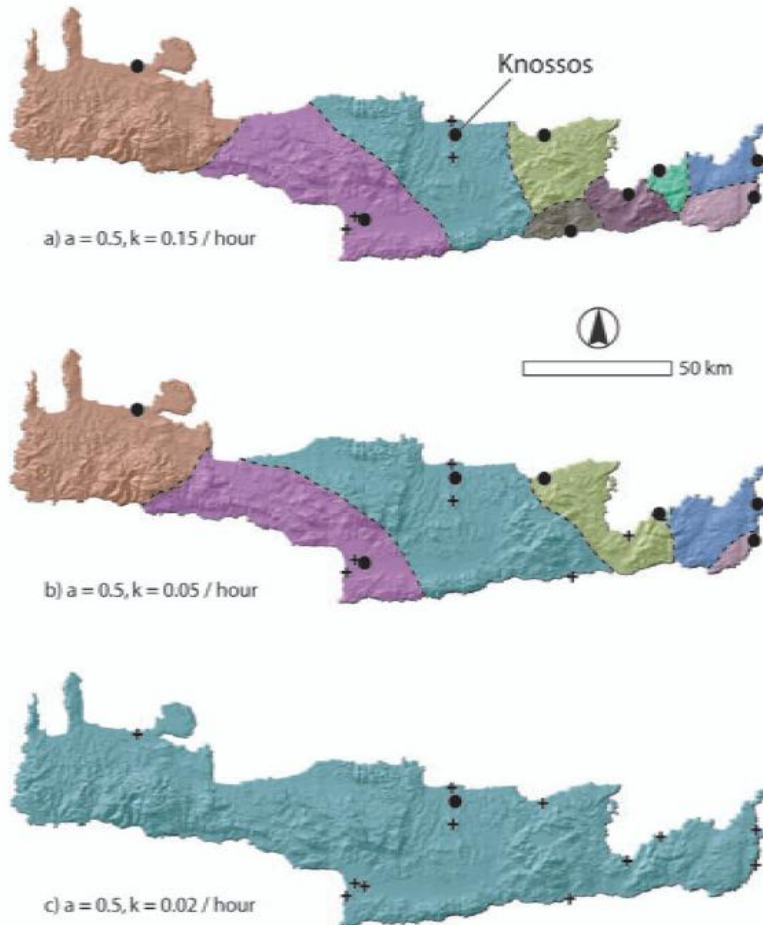 Knossos
a) a = 0.5, k = 0.15 / hour
50 km
b) a = 0.5, k = 0.05 / hour
c) a = 0.5, k = 0.02 / hour